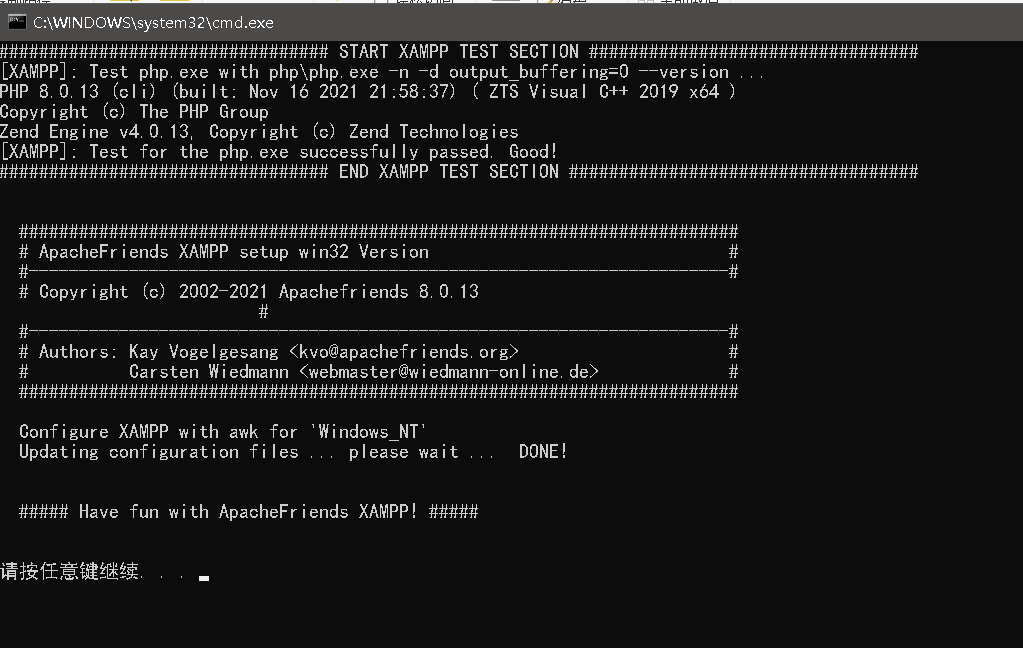 C:\WINDOWS\system32\cmd.exe
################################# START XAMPP TEST SECTION #################################
[XAMPP]: Test php.exe with php\php.exe -n -d output_buffering=0 --version ...
PHP 8.0.13 (cli) (built: Nov 16 2021 21:58:37) ( ZTS Visual C++ 2019 x64 )
Copyright (c) The PHP Group
Zend Engine v4.0.13, Copyright (c) Zend Technologies
[XAMPP]: Test for the php.exe successfully passed. Good!
################################# END XAMPP TEST SECTION ###################################
########################################################################
# ApacheFriends XAMPP setup win32 Version                              #
#----------------------------------------------------------------------#
# Copyright (c) 2002-2021 Apachefriends 8.0.13
#
#----------------------------------------------------------------------#
# Authors: Kay Vogelgesang <kvo@apachefriends.org>                     #
#          Carsten Wiedmann <webmaster@wiedmann-online.de>             #
########################################################################
Configure XAMPP with awk for 'Windows_NT'
Updating configuration files ... please wait ...  DONE!
##### Have fun with ApacheFriends XAMPP! #####
请按任意键继续. . .